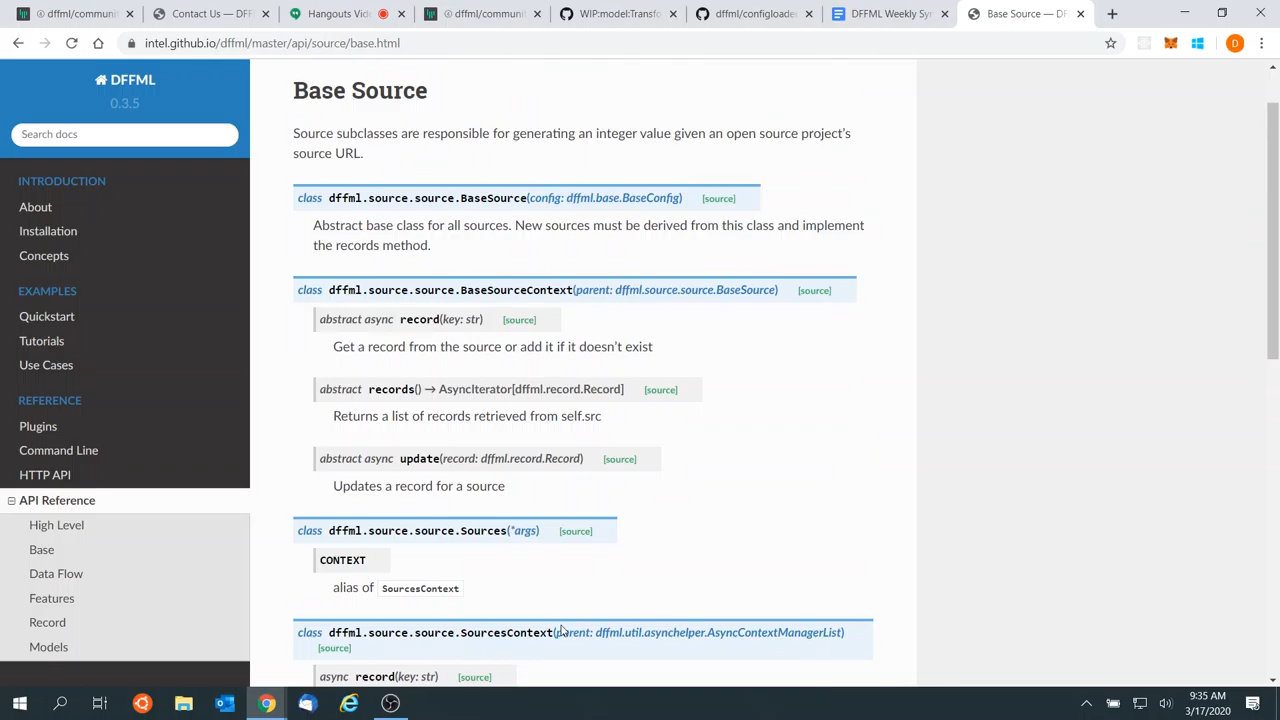 @/communi
Contact Us — DFF
Hangouts Vide
@/communi
WIP:model:Transfo
dffml/configloade
DFFML Weekly Syn
Base Source — D
intel.github.io/dffml/master/api/source/base.html
D
DFFML
0.3.5
Search docs
INTRODUCTION
About
Installation
Concepts
EXAMPLES
Quickstart
Tutorials
Use Cases
REFERENCE
Plugins
Command Line
HTTP API
API Reference
High Level
Base
Data Flow
Features
Record
Models
Base Source
Source subclasses are responsible for generating an integer value given an open source project's
source URL.
class dffml.source.source.BaseSource(config: dffml.base.BaseConfig) [source]
Abstract base class for all sources. New sources must be derived from this class and implement
the records method.
class dffml.source.source.BaseSourceContext(parent: dffml.source.source.BaseSource) [source]
abstract async record(key: str) [source]
Get a record from the source or add it if it doesn't exist
abstract records() → AsyncIterator[dffml.record.Record] [source]
Returns a list of records retrieved from self.src
abstract async update(record: dffml.record.Record) [source]
Updates a record for a source
class dffml.source.source.Sources(*args) [source]
CONTEXT
alias of SourcesContext
class dffml.source.source.SourcesContext(parent: dffml.util.asynchelper.AsyncContextManagerList)
[source]
async record(key: str) [source]
9:35 AM
3/17/2020